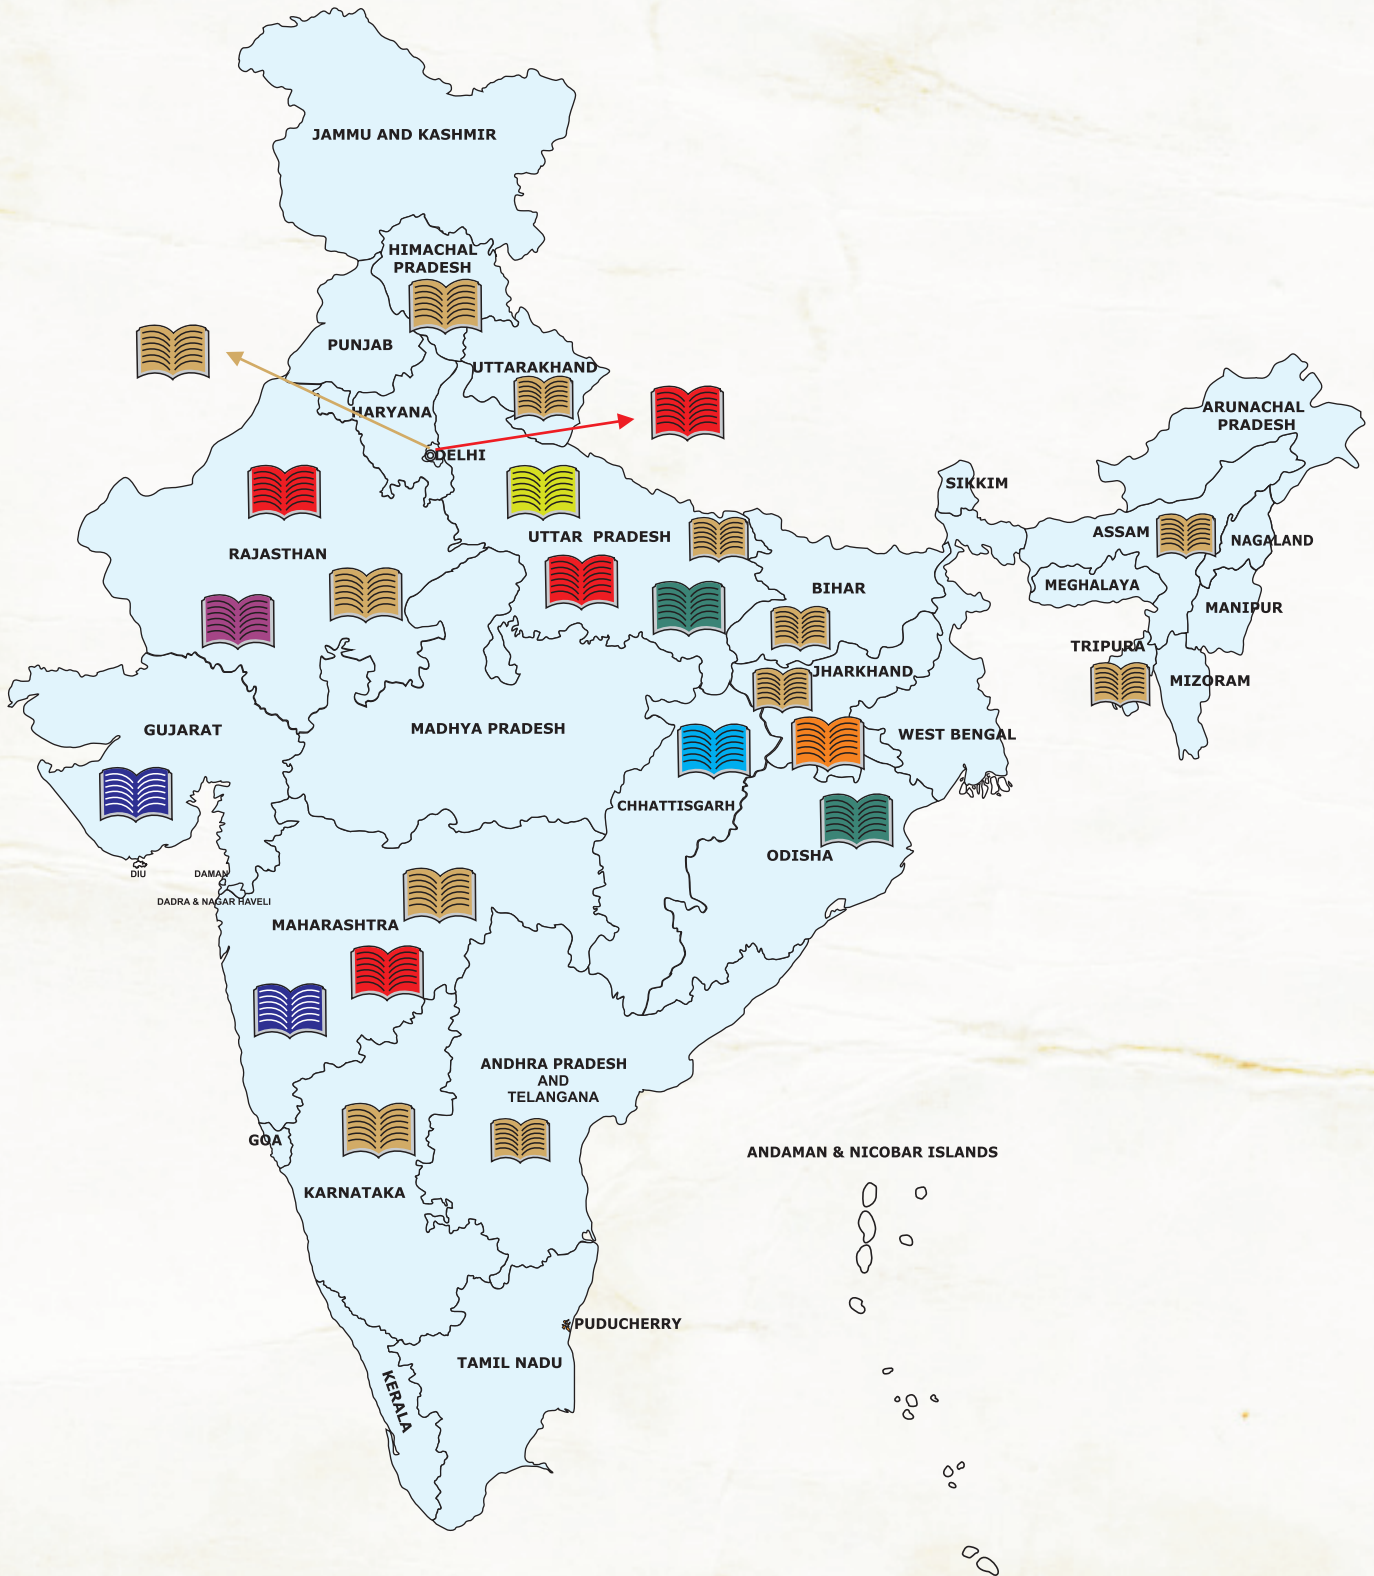 JAMMU AND KASHMIR
HIMACHAL
PRADESH
PUNJAB
UTTARAKHAND
HARYANA
DELHI
ARUNACHAL
PRADESH
SIKKIM
RAJASTHAN
UTTAR PRADESH
ASSAM
NAGALAND
BIHAR
MEGHALAYA
MANIPUR
TRIPURA
JHARKHAND
MIZORAM
GUJARAT
MADHYA PRADESH
WEST BENGAL
CHHATTISGARH
ODISHA
DIU
DAMAN
DADRA & NAGAR HAVELI
MAHARASHTRA
ANDHRA PRADESH
AND
TELANGANA
GOA
ANDAMAN & NICOBAR ISLANDS
KARNATAKA
PUDUCHERRY
TAMIL NADU
KERALA